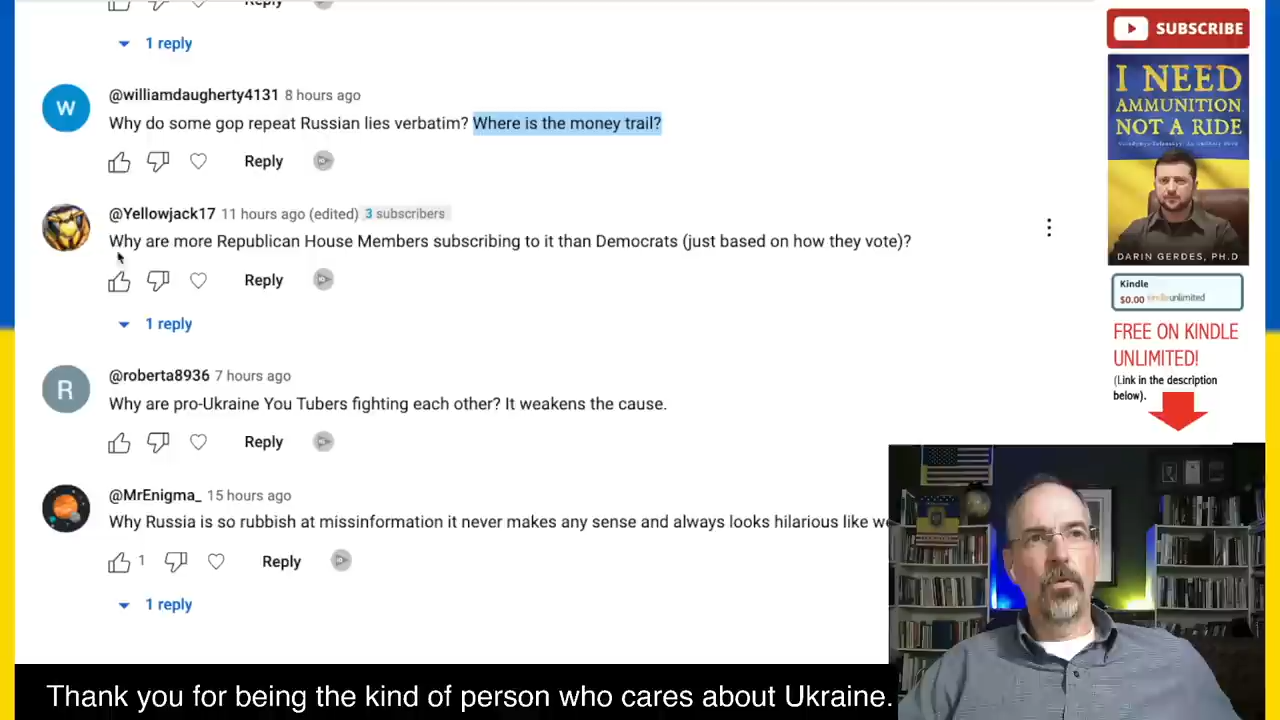 Reply
1 reply
W
@williamdaugherty4131 8 hours ago
Why do some gop repeat Russian lies verbatim? Where is the money trail?
Reply
@Yellowjack17 11 hours ago (edited) 3 subscribers
Why are more Republican House Members subscribing to it than Democrats (just based on how they vote)?
Reply
1 reply
R
@roberta8936 7 hours ago
Why are pro-Ukraine You Tubers fighting each other? It weakens the cause.
Reply
@MrEnigma_ 15 hours ago
Why Russia is so rubbish at missinformation it never makes any sense and always looks hilarious like we
1
Reply
1 reply
SUBSCRIBE
I NEED
AMMUNITION
NOT A RIDE
DARIN GERDES, PH.D
Kindle
$0.00 kindleunlimited
FREE ON KINDLE
UNLIMITED!
(Link in the description
below).
Thank you for being the kind of person who cares about Ukraine.